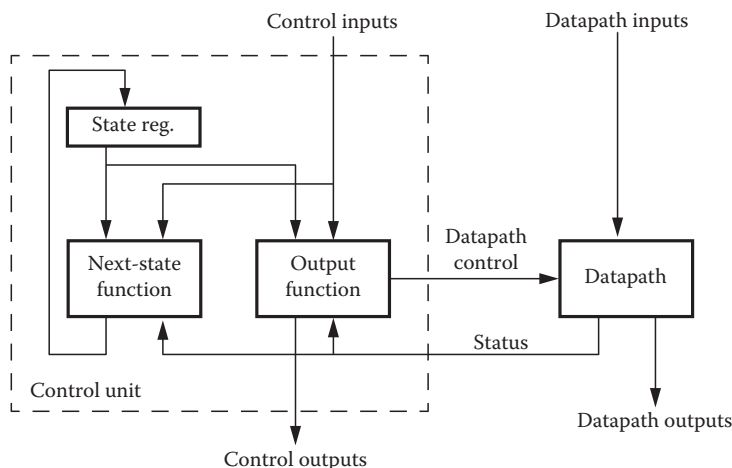 Control inputs
Datapath inputs
State reg.
Next-state
function
Output
function
Datapath
control
Datapath
Status
Control unit
Datapath outputs
Control outputs